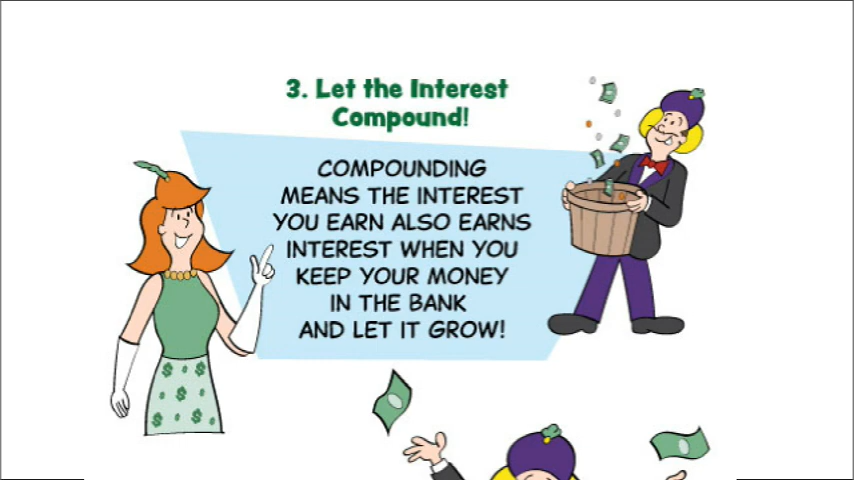 3. Let the Interest
Compound!
COMPOUNDING
MEANS THE INTEREST
YOU EARN ALSO EARNS
INTEREST WHEN YOU
KEEP YOUR MONEY
IN THE BANK
AND LET IT GROW!